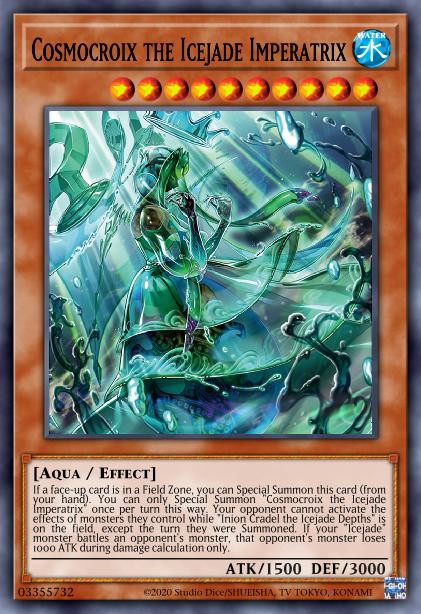 COSMOCROIX THE ICEJADE IMPERATRIX
WATER
水
[AQUA / EFFECT]
If a face-up card is in a Field Zone, you can Special Summon this card (from
your hand). You can only Special Summon "Cosmocroix the Icejade
Imperatrix" once per turn this way. Your opponent cannot activate the
effects of monsters they control while "Inion Cradel the Icejade Depths" is
on the field, except the turn they were Summoned. If your "Icejade"
monster battles an opponent's monster, that opponent's monster loses
1000 ATK during damage calculation only.
ATK/1500 DEF/3000
03355732
©2020 Studio Dice/SHUEISHA, TV TOKYO, KONAMI